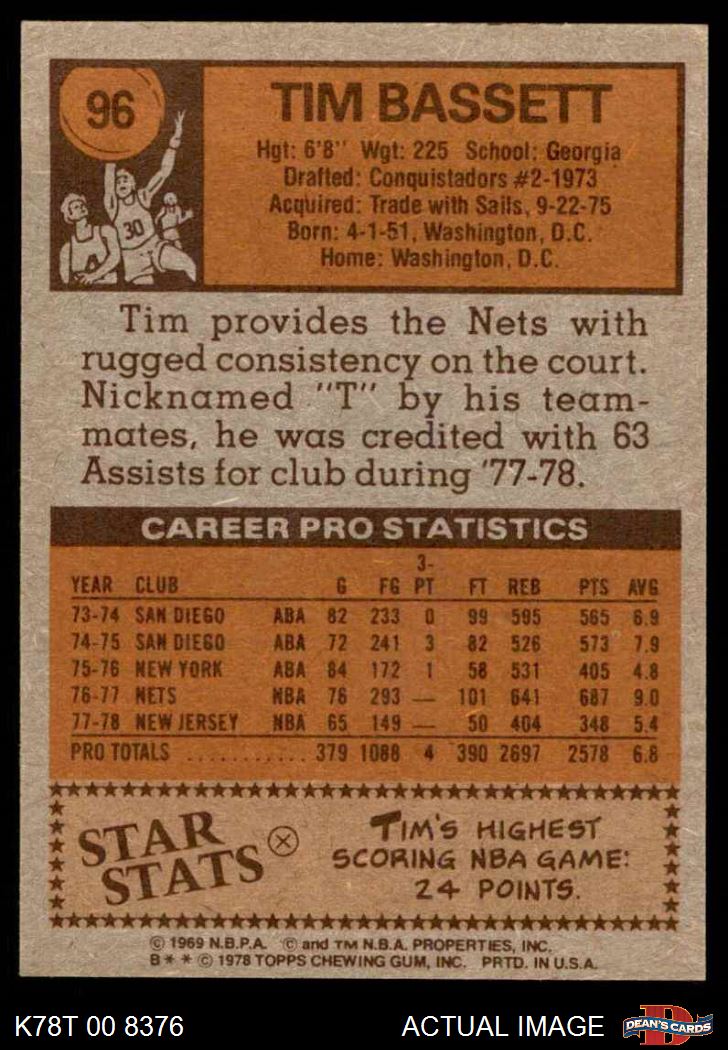 96
TIM BASSETT
Hgt: 6'8" Wgt: 225 School: Georgia
Drafted: Conquistadors #2-1973
Acquired: Trade with Sails, 9-22-75
Born: 4-1-51, Washington, D.C.
Home: Washington, D.C.
30
4
Tim provides the Nets with
rugged consistency on the court.
Nicknamed "T" by his team-
mates, he was credited with 63
Assists for club during '77-78.
CAREER PRO STATISTICS
3-
YEAR CLUB G FG PT FT REB PTS AVG
73-74 SAN DIEGO ABA 82 233 0 99 595 565 6.9
74-75 SAN DIEGO ABA 72 241 3 82 526 573 7.9
75-76 NEW YORK ABA 84 172 1 58 531 405 4.8
76-77 NETS NBA 76 293 — 101 641 687 9.0
77-78 NEW JERSEY NBA 65 149 — 50 404 348 5.4
PRO TOTALS ........... 379 1088 4 390 2697 2578 6.8
STAR
STATS
TIM'S HIGHEST
SCORING NBA GAME:
24 POINTS.
© 1969 N.B.P.A. © and TM N.B.A. PROPERTIES, INC.
B * * © 1978 TOPPS CHEWING GUM, INC. PRTD. IN U.S.A.
K78T 00 8376 ACTUAL IMAGE
DEAN'S CARDS